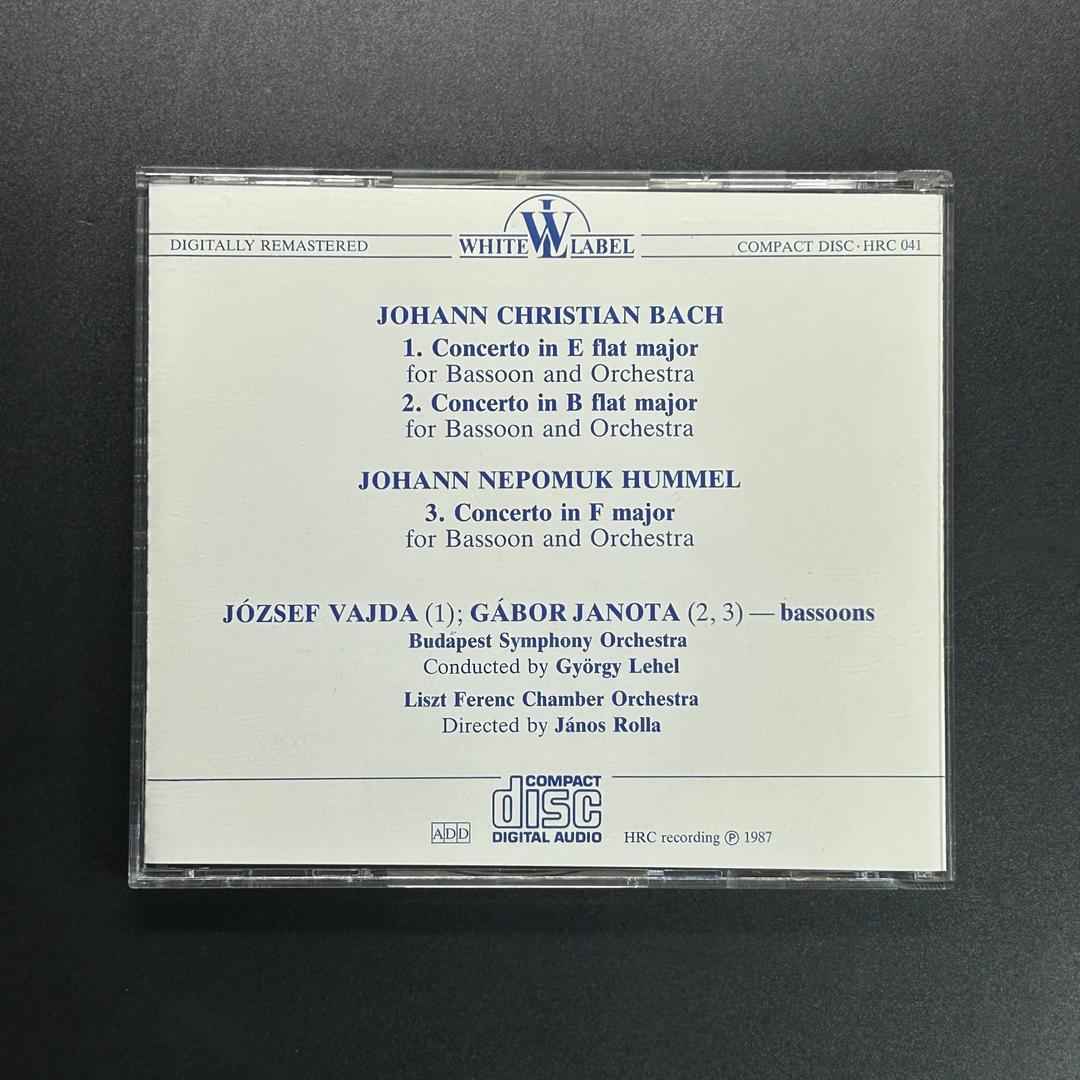 DIGITALLY REMASTERED
WL
WHITE LABEL
COMPACT DISC · HRC 041
JOHANN CHRISTIAN BACH
1. Concerto in E flat major
for Bassoon and Orchestra
2. Concerto in B flat major
for Bassoon and Orchestra
JOHANN NEPOMUK HUMMEL
3. Concerto in F major
for Bassoon and Orchestra
JÓZSEF VAJDA (1); GÁBOR JANOTA (2, 3) — bassoons
Budapest Symphony Orchestra
Conducted by György Lehel
Liszt Ferenc Chamber Orchestra
Directed by János Rolla
COMPACT
disc
DIGITAL AUDIO
ADD
HRC recording ℗ 1987